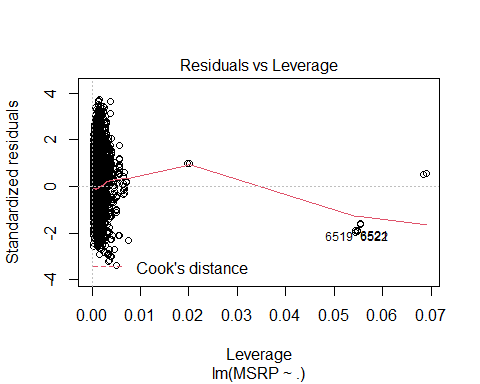 Residuals vs Leverage
Standardized residuals
4
2
0
-2
-4
6519
6521
Cook's distance
0.00 0.01 0.02 0.03 0.04 0.05 0.06 0.07
Leverage
lm(MSRP ~ .)